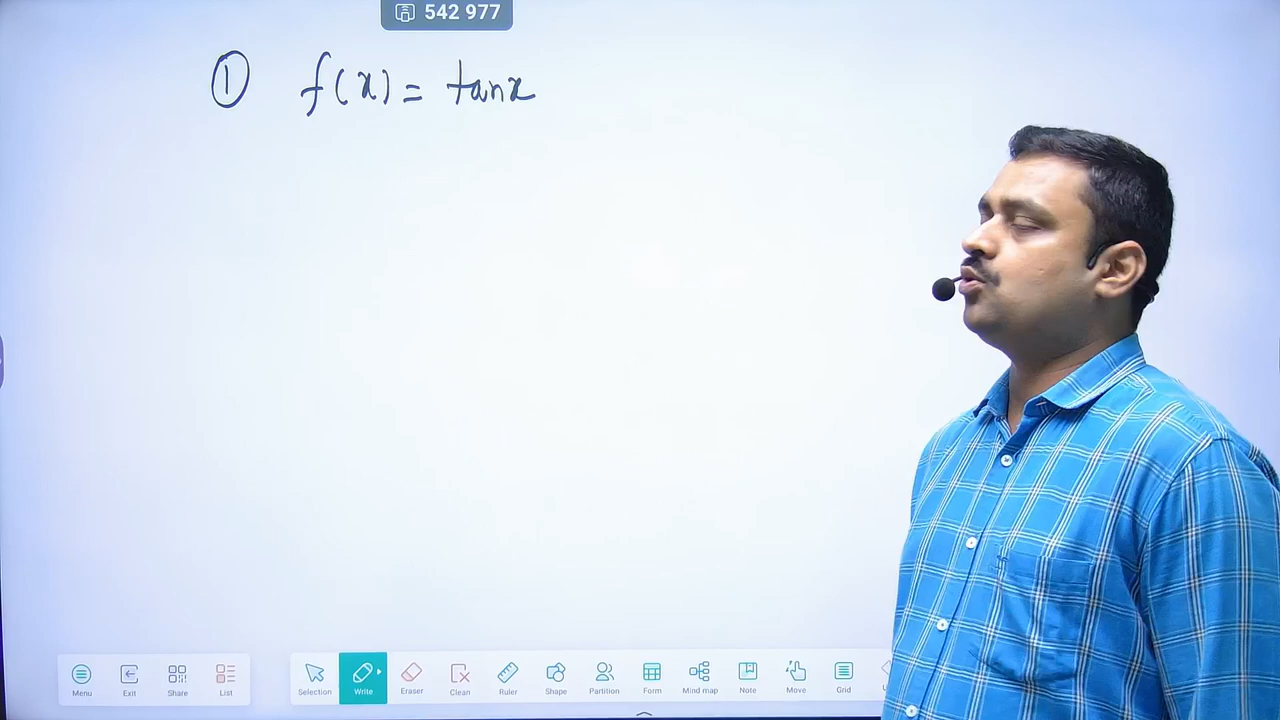 542 977
① f(x) = tanx
Menu Exit Share List Selection Write Eraser Clean Ruler Shape Partition Form Mind map Note Move Grid